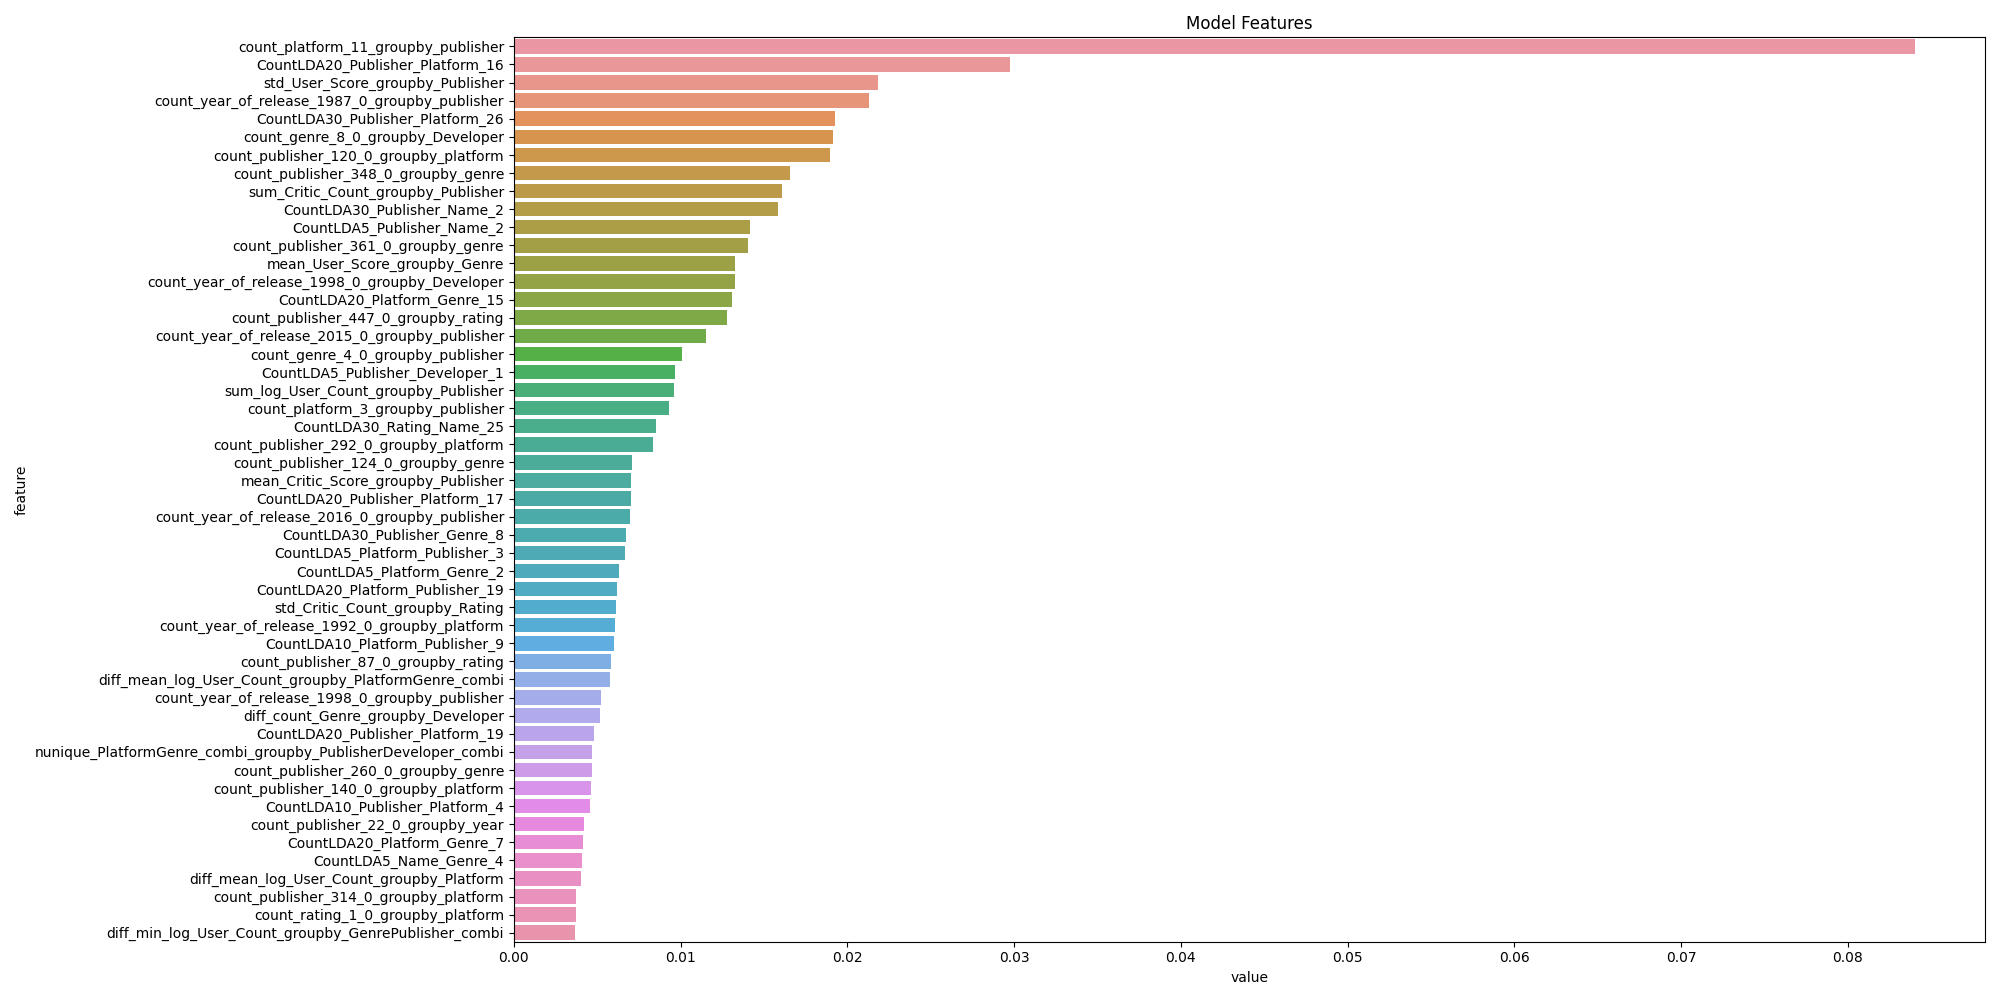 Model Features
feature
count_platform_11_groupby_publisher
CountLDA20_Publisher_Platform_16
std_User_Score_groupby_Publisher
count_year_of_release_1987_0_groupby_publisher
CountLDA30_Publisher_Platform_26
count_genre_8_0_groupby_Developer
count_publisher_120_0_groupby_platform
count_publisher_348_0_groupby_genre
sum_Critic_Count_groupby_Publisher
CountLDA30_Publisher_Name_2
CountLDA5_Publisher_Name_2
count_publisher_361_0_groupby_genre
mean_User_Score_groupby_Genre
count_year_of_release_1998_0_groupby_Developer
CountLDA20_Platform_Genre_15
count_publisher_447_0_groupby_rating
count_year_of_release_2015_0_groupby_publisher
count_genre_4_0_groupby_publisher
CountLDA5_Publisher_Developer_1
sum_log_User_Count_groupby_Publisher
count_platform_3_groupby_publisher
CountLDA30_Rating_Name_25
count_publisher_292_0_groupby_platform
count_publisher_124_0_groupby_genre
mean_Critic_Score_groupby_Publisher
CountLDA20_Publisher_Platform_17
count_year_of_release_2016_0_groupby_publisher
CountLDA30_Publisher_Genre_8
CountLDA5_Platform_Publisher_3
CountLDA5_Platform_Genre_2
CountLDA20_Platform_Publisher_19
std_Critic_Count_groupby_Rating
count_year_of_release_1992_0_groupby_platform
CountLDA10_Platform_Publisher_9
count_publisher_87_0_groupby_rating
diff_mean_log_User_Count_groupby_PlatformGenre_combi
count_year_of_release_1998_0_groupby_publisher
diff_count_Genre_groupby_Developer
CountLDA20_Publisher_Platform_19
nunique_PlatformGenre_combi_groupby_PublisherDeveloper_combi
count_publisher_260_0_groupby_genre
count_publisher_140_0_groupby_platform
CountLDA10_Publisher_Platform_4
count_publisher_22_0_groupby_year
CountLDA20_Platform_Genre_7
CountLDA5_Name_Genre_4
diff_mean_log_User_Count_groupby_Platform
count_publisher_314_0_groupby_platform
count_rating_1_0_groupby_platform
diff_min_log_User_Count_groupby_GenrePublisher_combi
0.00 0.01 0.02 0.03 0.04 0.05 0.06 0.07 0.08
value